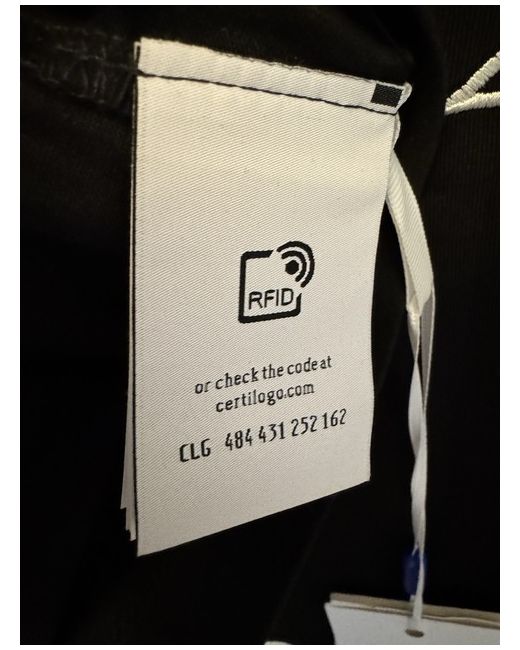 RFID
or check the code at
certilogo.com
CLG 484 431 252 162